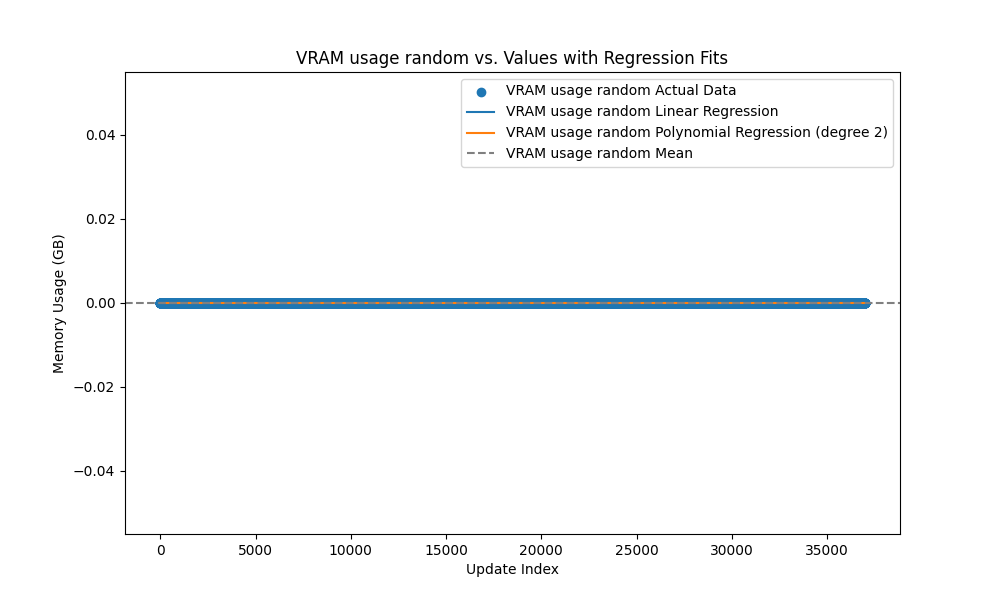 VRAM usage random vs. Values with Regression Fits
VRAM usage random Actual Data
VRAM usage random Linear Regression
VRAM usage random Polynomial Regression (degree 2)
VRAM usage random Mean
Memory Usage (GB)
0.04
0.02
0.00
−0.02
−0.04
0 5000 10000 15000 20000 25000 30000 35000
Update Index